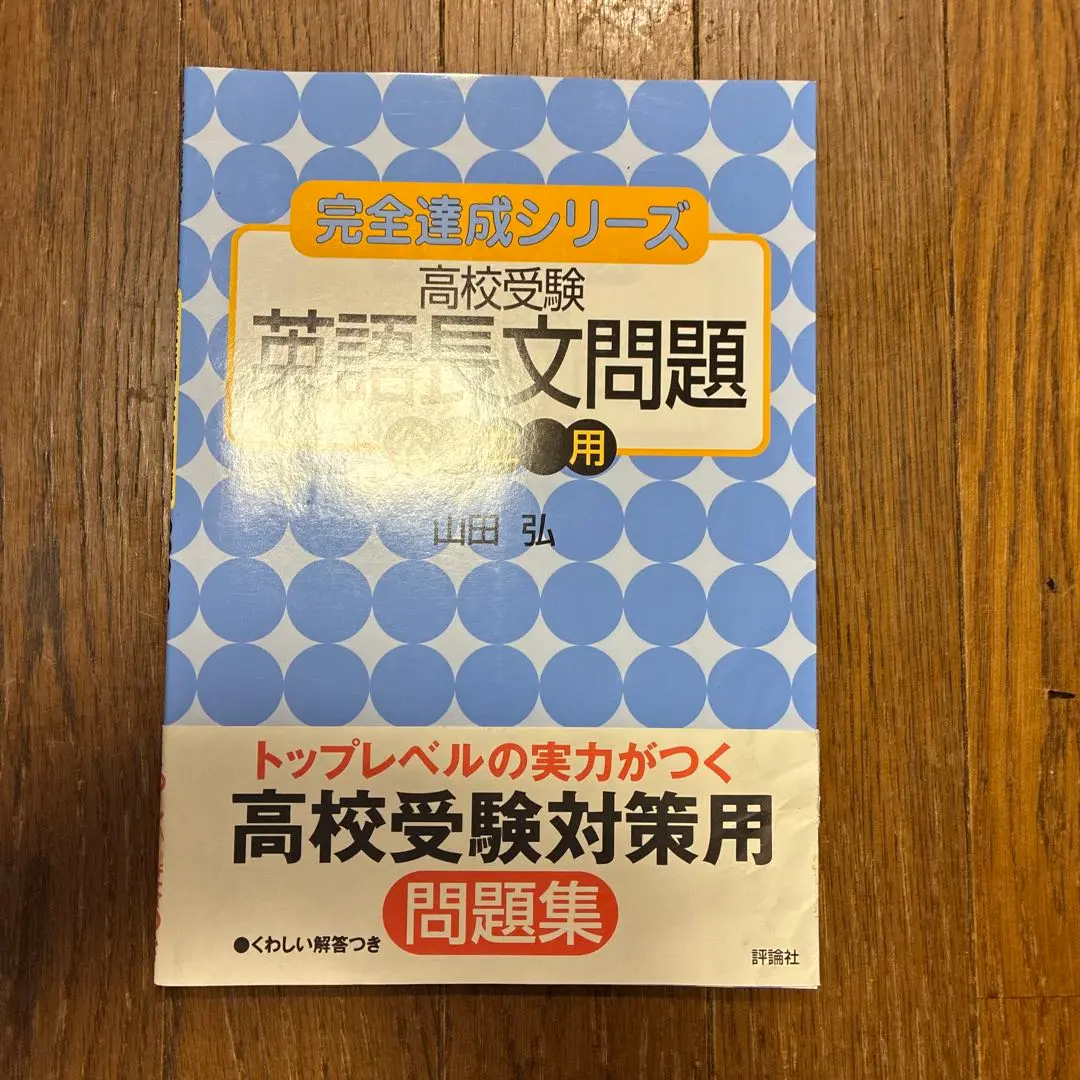 完全達成シリーズ
高校受験
英語長文問題
用
山田 弘
トップレベルの実力がつく
高校受験対策用
問題集
●くわしい解答つき
評論社